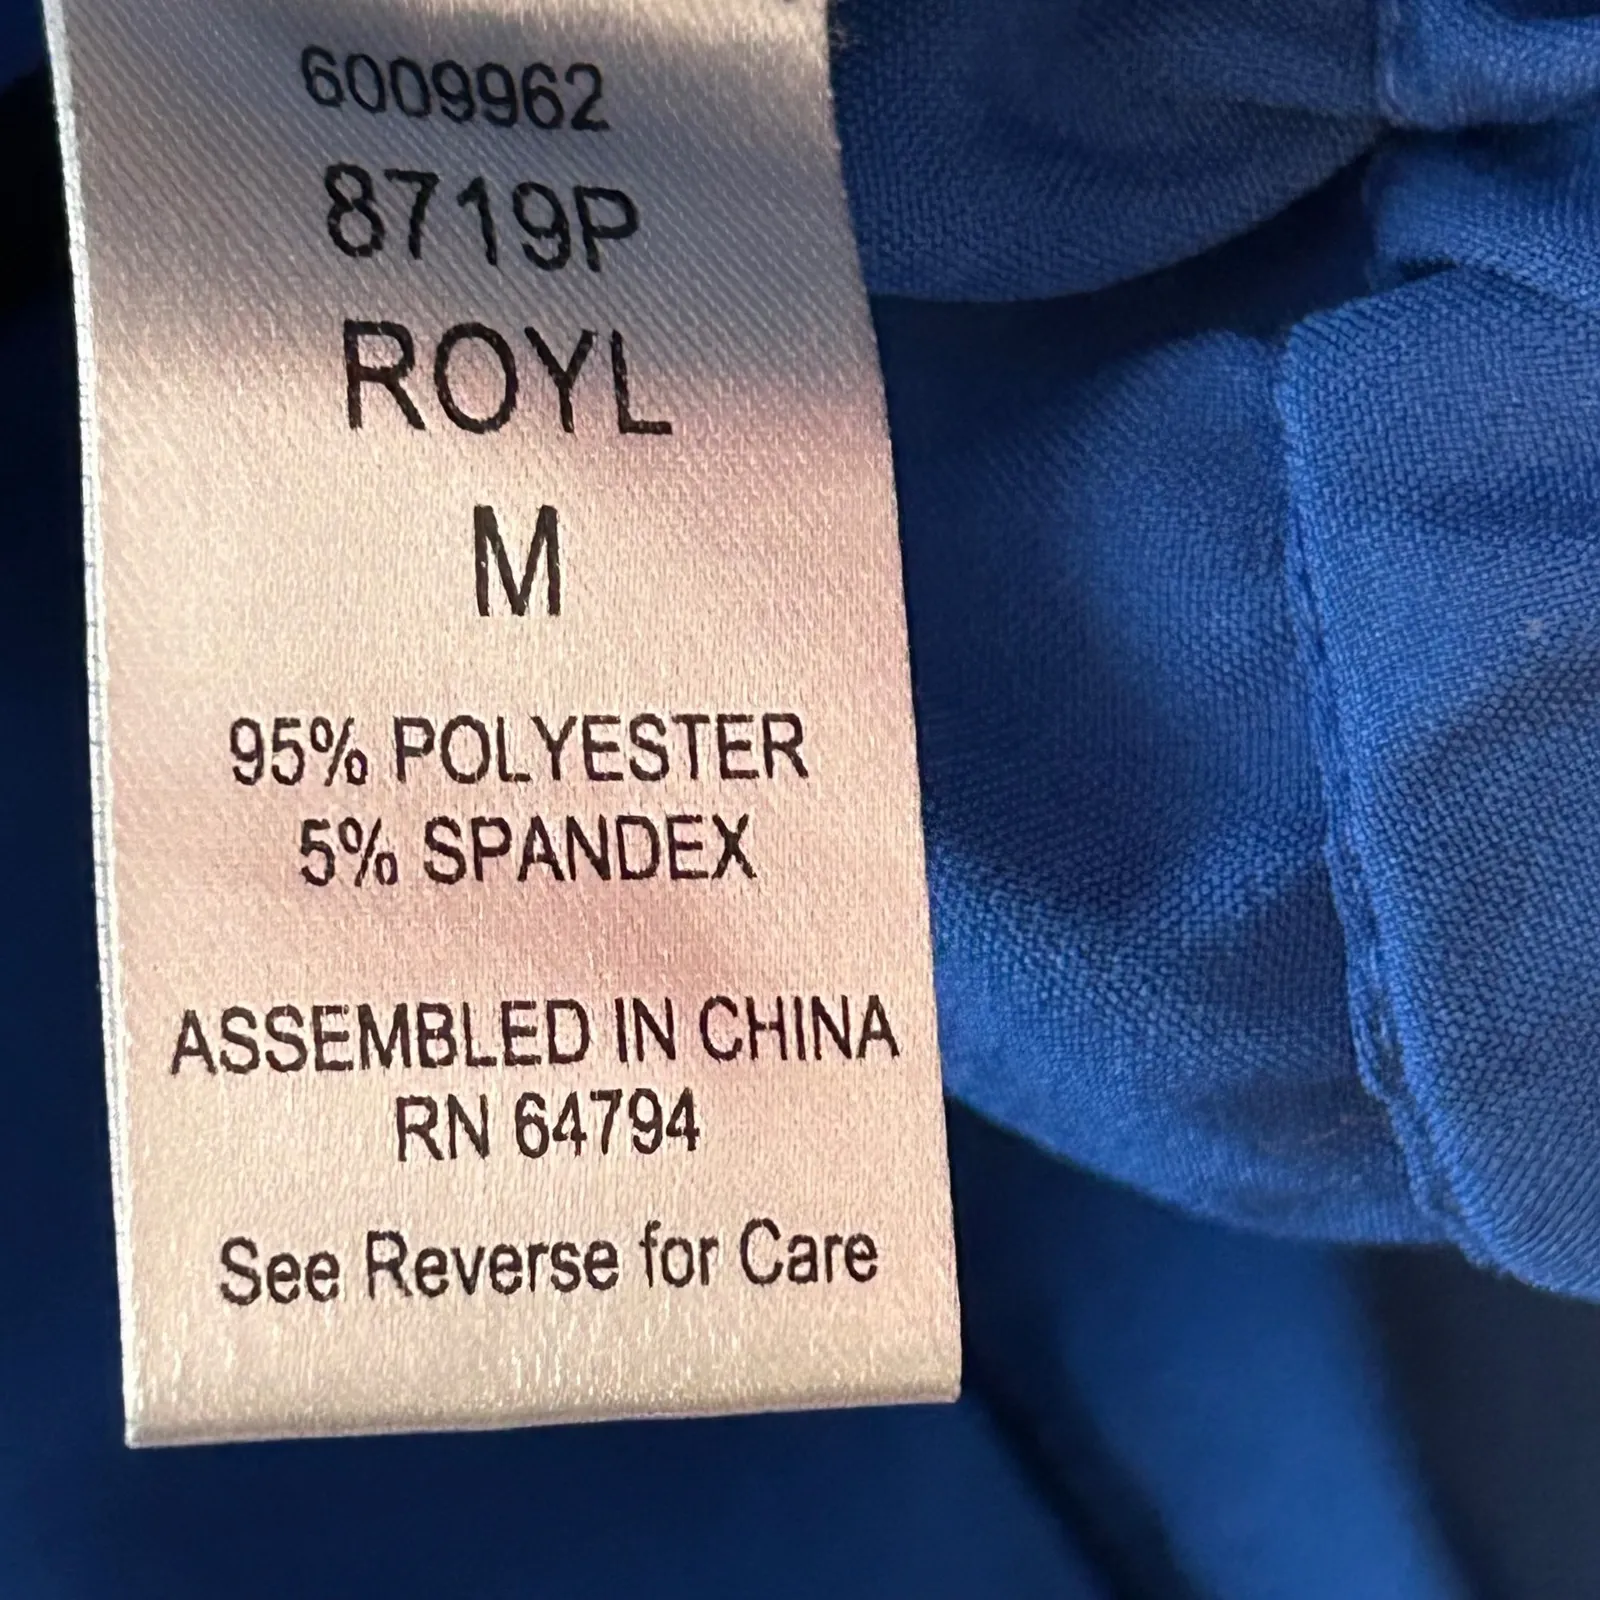 6009962
8719P
ROYL
M
95% POLYESTER
5% SPANDEX
ASSEMBLED IN CHINA
RN 64794
See Reverse for Care